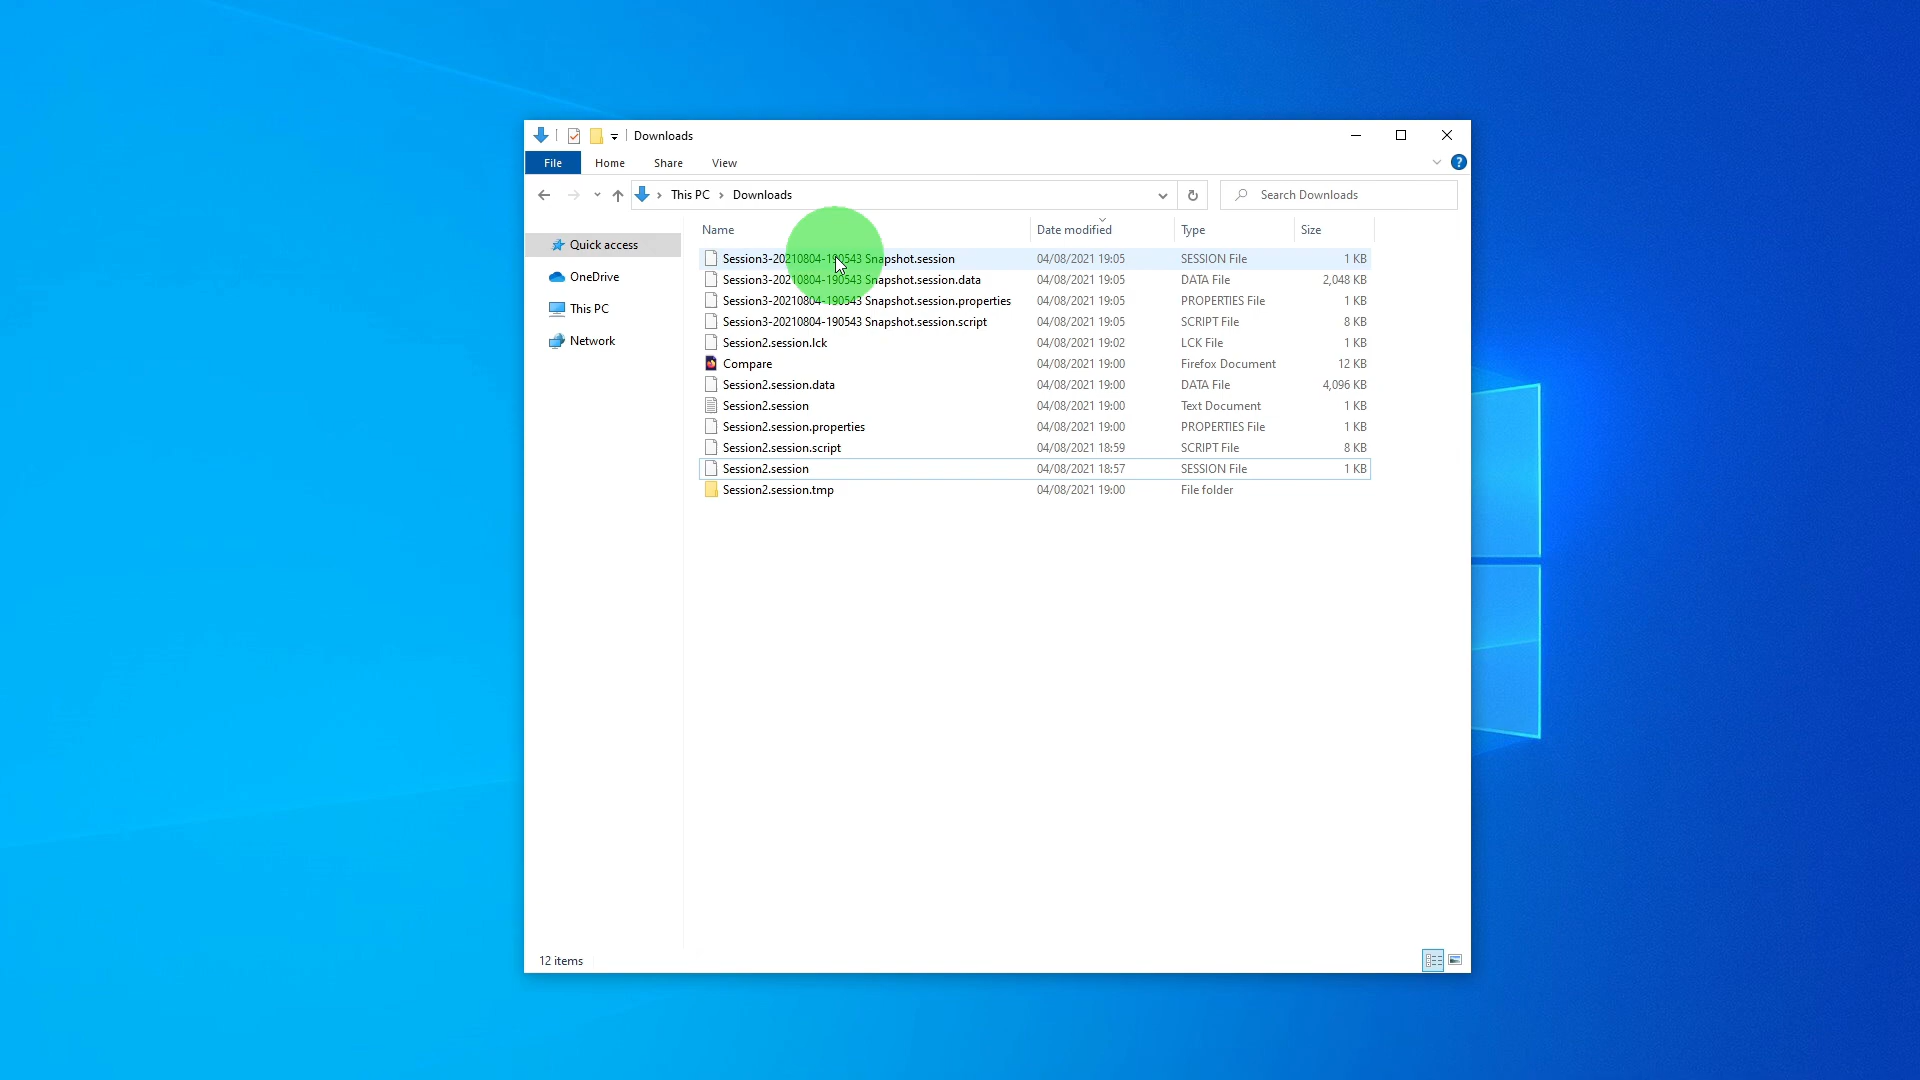 Downloads
File Home Share View
This PC Downloads Search Downloads
Name Date modified Type Size
Quick access
OneDrive
This PC
Network
Session3-20210804-190543 Snapshot.session 04/08/2021 19:05 SESSION File 1 KB
Session3-20210804-190543 Snapshot.session.data 04/08/2021 19:05 DATA File 2,048 KB
Session3-20210804-190543 Snapshot.session.properties 04/08/2021 19:05 PROPERTIES File 1 KB
Session3-20210804-190543 Snapshot.session.script 04/08/2021 19:05 SCRIPT File 8 KB
Session2.session.lck 04/08/2021 19:02 LCK File 1 KB
Compare 04/08/2021 19:00 Firefox Document 12 KB
Session2.session.data 04/08/2021 19:00 DATA File 4,096 KB
Session2.session 04/08/2021 19:00 Text Document 1 KB
Session2.session.properties 04/08/2021 19:00 PROPERTIES File 1 KB
Session2.session.script 04/08/2021 18:59 SCRIPT File 8 KB
Session2.session 04/08/2021 18:57 SESSION File 1 KB
Session2.session.tmp 04/08/2021 19:00 File folder
12 items